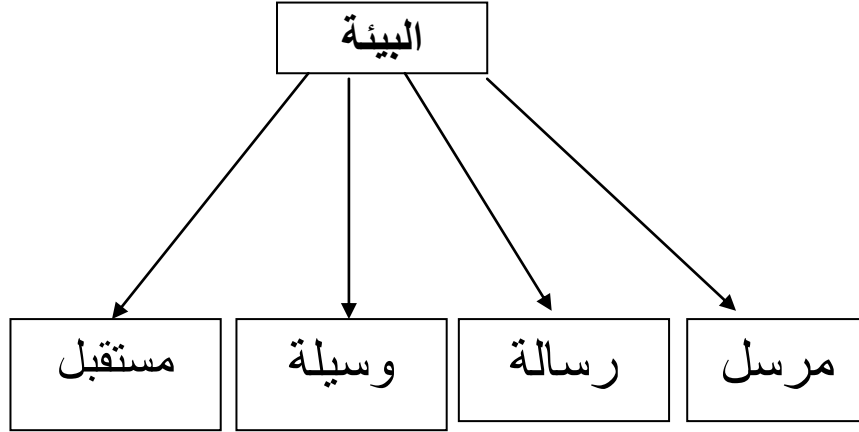 البيئة
مرسل
رسالة
وسيلة
مستقبل